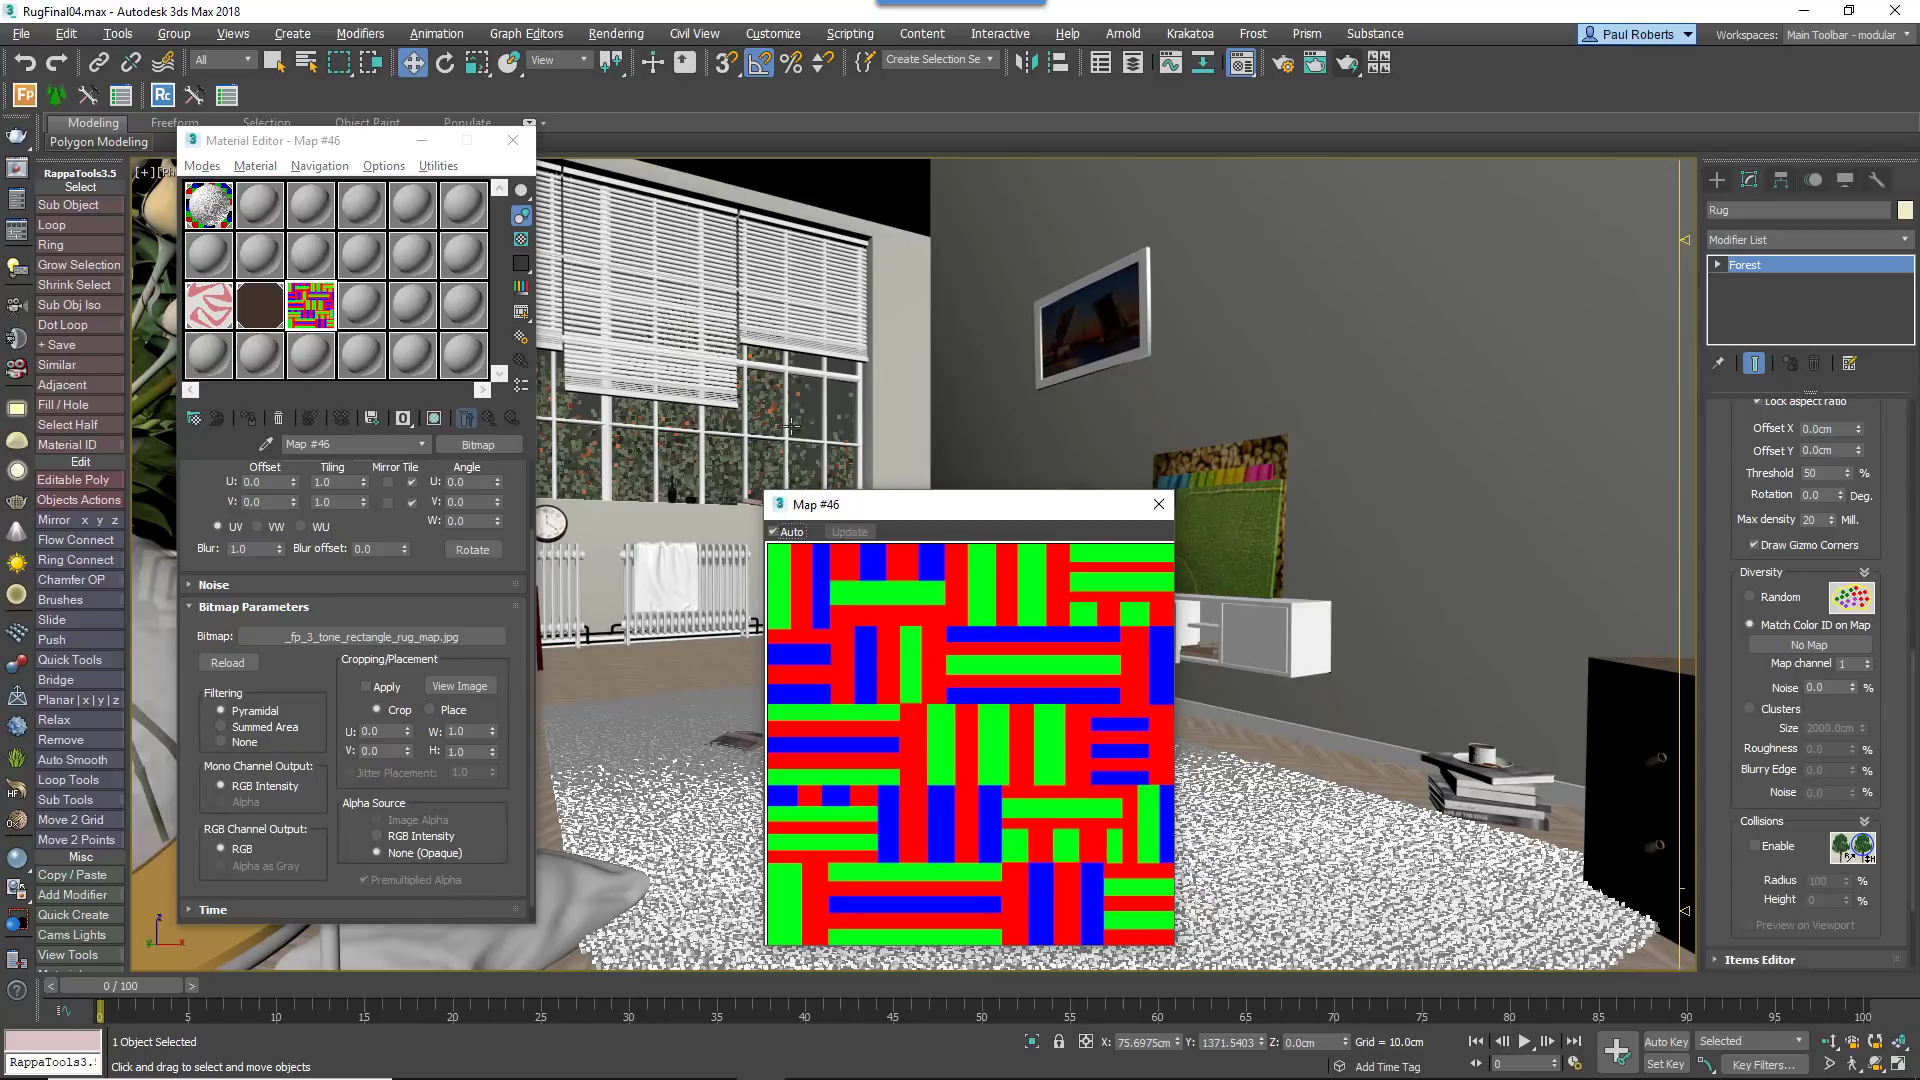 RugFinal04.max - Autodesk 3ds Max 2018
File Edit Tools Group Views Create Modifiers Animation Graph Editors Rendering Civil View Customize Scripting Content Interactive Help Arnold Krakatoa Frost Prism Substance
Paul Roberts
Workspaces: Main Toolbar - modular
All
View
Create Selection Se
Fp
Rc
Modeling Freeform Selection Object Paint Populate
Polygon Modeling
RappaTools3.5
Select
Sub Object
Loop
Ring
Grow Selection
Shrink Select
Sub Obj Iso
Dot Loop
+ Save
Similar
Adjacent
Fill / Hole
Select Half
Material ID
Edit
Editable Poly
Objects Actions
Mirror x y z
Flow Connect
Ring Connect
Chamfer OP
Brushes
Slide
Push
Quick Tools
Bridge
Planar | x | y | z
Relax
Remove
Auto Smooth
Loop Tools
Sub Tools
Move 2 Grid
Move 2 Points
Misc
Copy / Paste
Add Modifier
Quick Create
Cams Lights
View Tools
Material Editor - Map #46
Modes Material Navigation Options Utilities
Map #46
Bitmap
Offset Tiling Mirror Tile Angle
U: 0.0 1.0 U: 0.0
V: 0.0 1.0 V: 0.0
W: 0.0
UV VW WU
Blur: 1.0 Blur offset: 0.0 Rotate
Noise
Bitmap Parameters
Bitmap: _fp_3_tone_rectangle_rug_map.jpg
Reload
Cropping/Placement
Apply View Image
Crop Place
U: 0.0 W: 1.0
V: 0.0 H: 1.0
Jitter Placement: 1.0
Filtering
Pyramidal
Summed Area
None
Mono Channel Output:
RGB Intensity
Alpha
RGB Channel Output:
RGB
Alpha as Gray
Alpha Source
Image Alpha
RGB Intensity
None (Opaque)
Premultiplied Alpha
Time
Map #46
Auto Update
Rug
Modifier List
Forest
Lock aspect ratio
Offset X 0.0cm
Offset Y 0.0cm
Threshold 50 %
Rotation 0.0 Deg.
Max density 20 Mill.
Draw Gizmo Corners
Diversity
Random
Match Color ID on Map
No Map
Map channel 1
Noise 0.0 %
Clusters
Size 2000.0cm
Roughness 0.0 %
Blurry Edge 0.0 %
Noise 0.0 %
Collisions
Enable
Radius 100 %
Height 0 %
Preview on Viewport
Items Editor
0 / 100
0 5 10 15 20 25 30 35 40 45 50 55 60 65 70 75 80 85 90 95 100
1 Object Selected
X: 75.6975cm Y: 1371.5403 Z: 0.0cm Grid = 10.0cm
Auto Key Selected
RappaTools3.5
Click and drag to select and move objects
Add Time Tag
0
Set Key Key Filters...